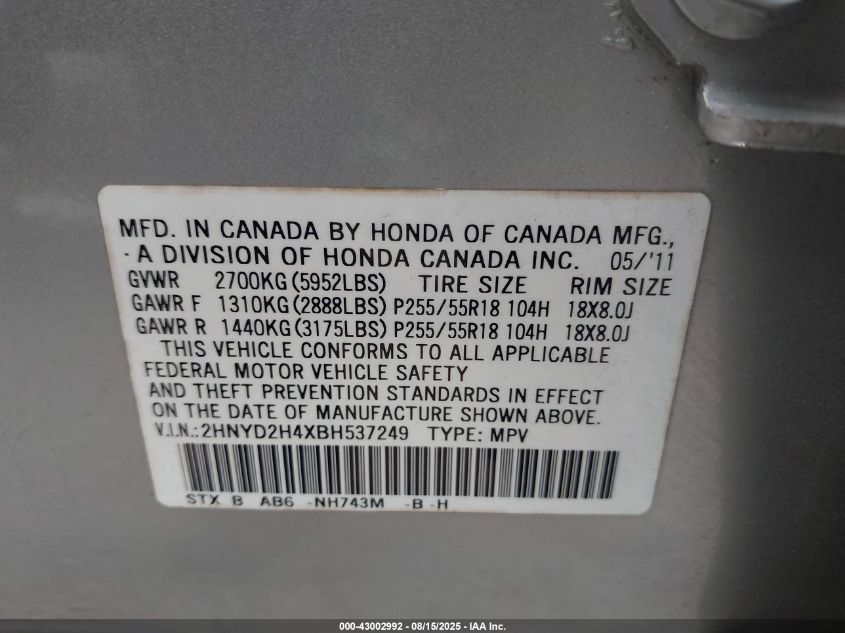 MFD. IN CANADA BY HONDA OF CANADA MFG.,
A DIVISION OF HONDA CANADA INC. 05/'11
GVWR 2700KG(5952LBS) TIRE SIZE RIM SIZE
GAWR F 1310KG(2888LBS) P255/55R18 104H 18X8.0J
GAWR R 1440KG(3175LBS) P255/55R18 104H 18X8.0J
THIS VEHICLE CONFORMS TO ALL APPLICABLE
FEDERAL MOTOR VEHICLE SAFETY
AND THEFT PREVENTION STANDARDS IN EFFECT
ON THE DATE OF MANUFACTURE SHOWN ABOVE.
V.I.N.:2HNYD2H4XBH537249 TYPE: MPV
STX B AB6 -NH743M -B -H
000-43002992 - 08/15/2025 - IAA Inc.